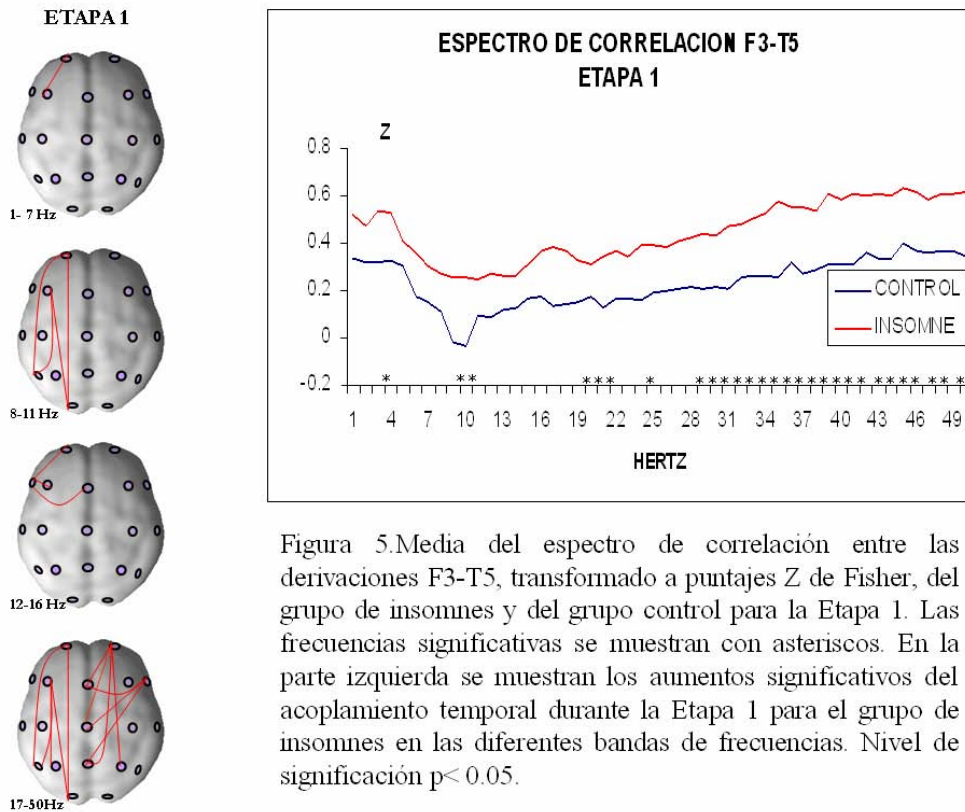 ETAPA 1
1- 7 Hz
8-11 Hz
12-16 Hz
17-50Hz
ESPECTRO DE CORRELACION F3-T5
ETAPA 1
Z
0.8
0.6
0.4
0.2
0
-0.2
* * * * * * * * * * * * * * * * * * * * * * * * * * *
1 4 7 10 13 16 19 22 25 28 31 34 37 40 43 46 49
HERTZ
CONTROL
INSOMNE
Figura 5.Media del espectro de correlación entre las
derivaciones F3-T5, transformado a puntajes Z de Fisher, del
grupo de insomnes y del grupo control para la Etapa 1. Las
frecuencias significativas se muestran con asteriscos. En la
parte izquierda se muestran los aumentos significativos del
acoplamiento temporal durante la Etapa 1 para el grupo de
insomnes en las diferentes bandas de frecuencias. Nivel de
significación p< 0.05.